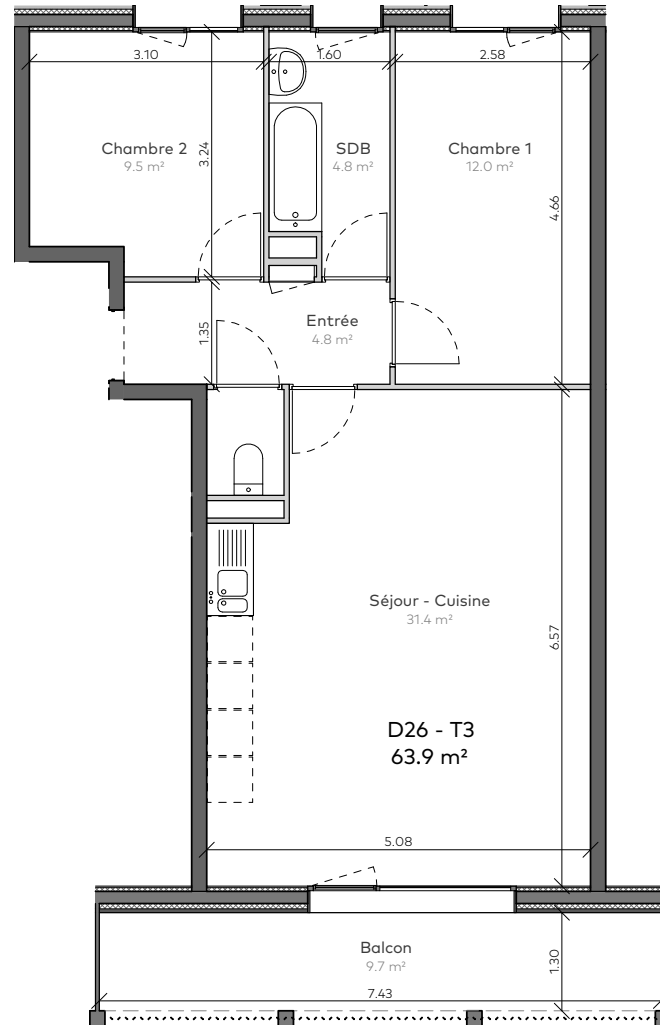 3.10
1.60
2.58
Chambre 2
9.5 m²
3.24
SDB
4.8 m²
Chambre 1
12.0 m²
4.66
Entrée
4.8 m²
1.35
Séjour - Cuisine
31.4 m²
6.57
D26 - T3
63.9 m²
5.08
Balcon
9.7 m²
1.30
7.43